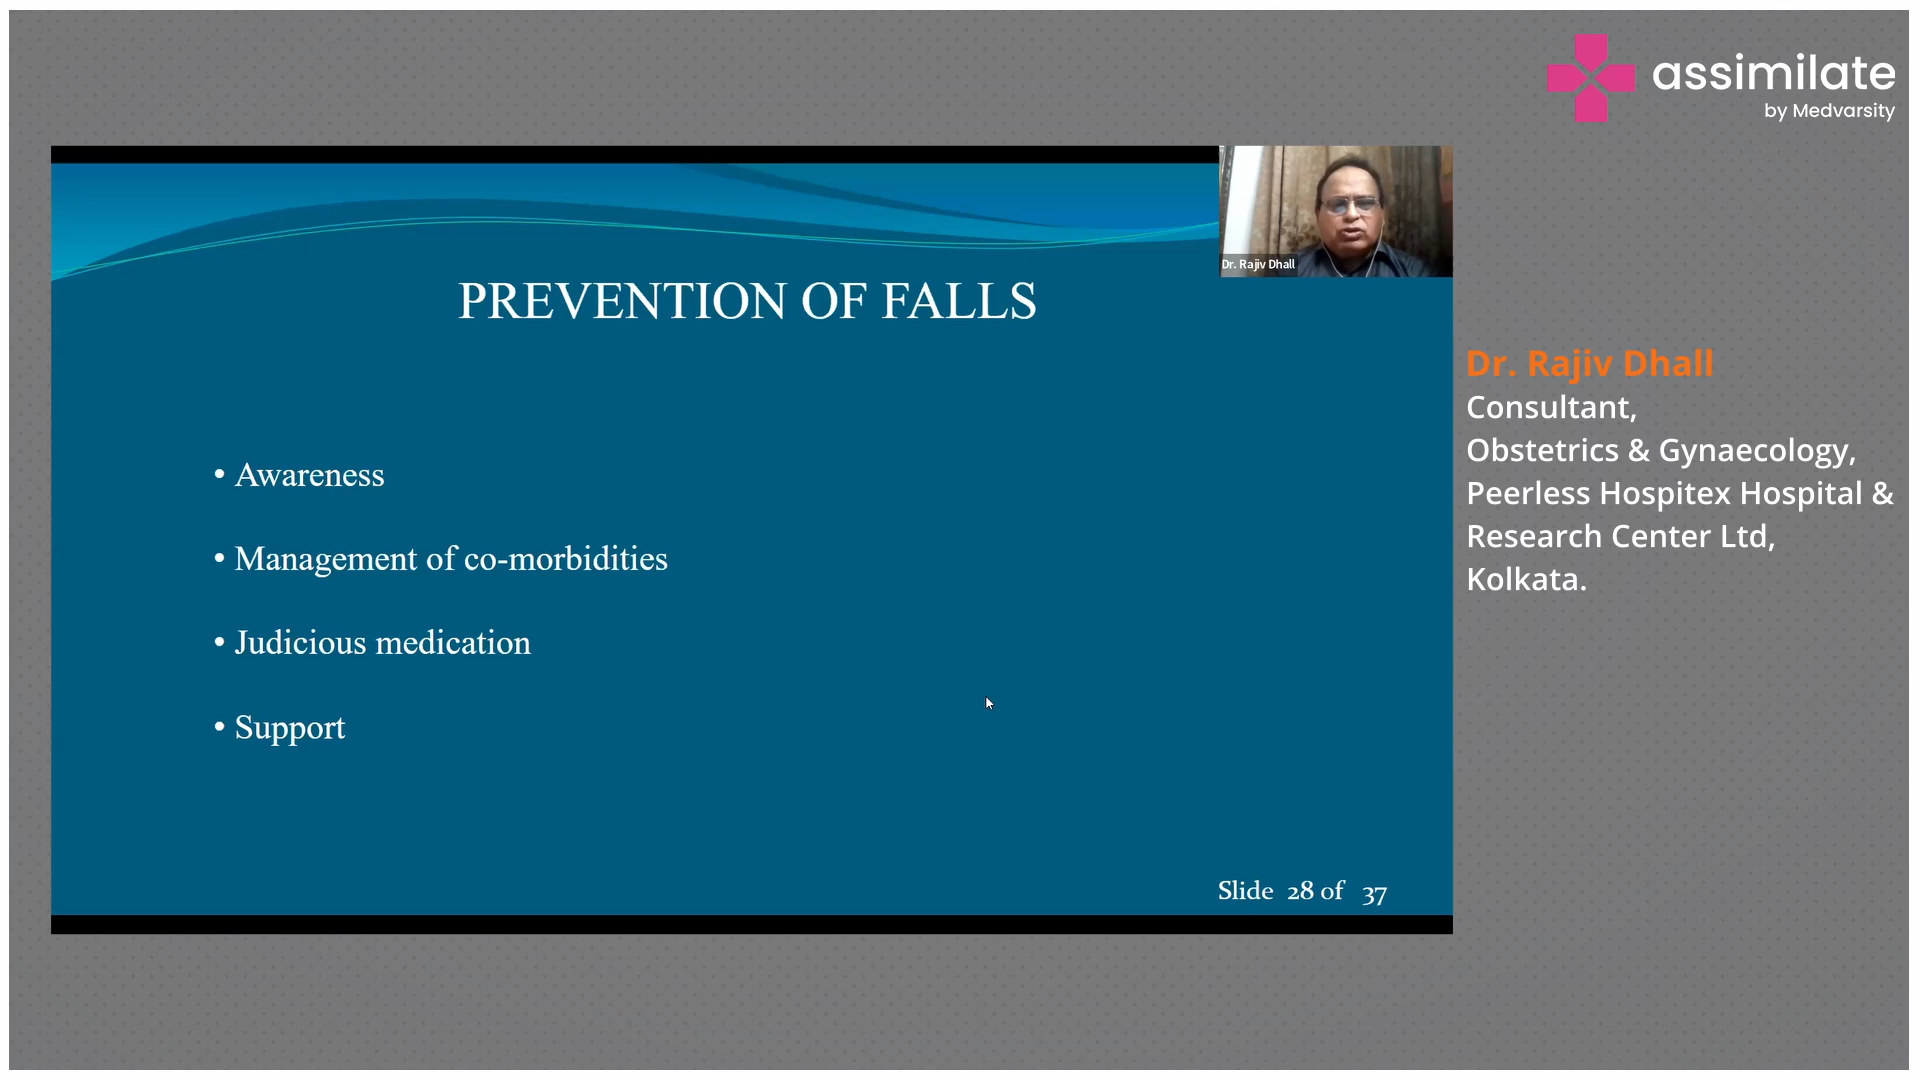 assimilate
by Medvarsity
Dr. Rajiv Dhall
PREVENTION OF FALLS
• Awareness
• Management of co-morbidities
• Judicious medication
• Support
Slide 28 of 37
Dr. Rajiv Dhall
Consultant,
Obstetrics & Gynaecology,
Peerless Hospitex Hospital &
Research Center Ltd,
Kolkata.